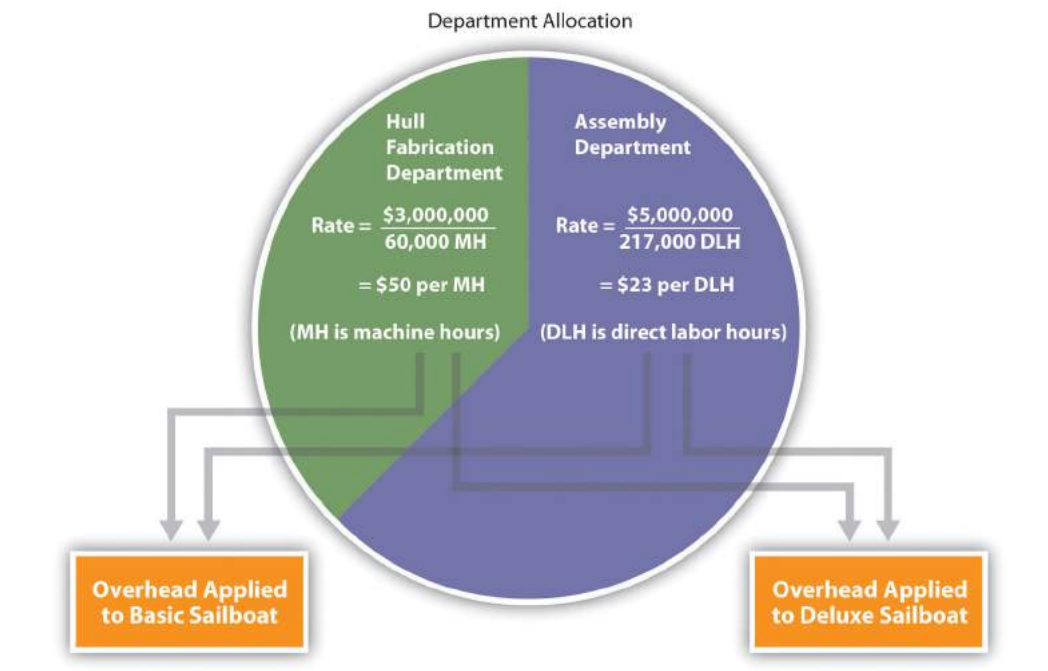 Department Allocation
Hull
Fabrication
Department
Rate = $3,000,000
60,000 MH
= $50 per MH
(MH is machine hours)
Assembly
Department
Rate = $5,000,000
217,000 DLH
= $23 per DLH
(DLH is direct labor hours)
Overhead Applied
to Basic Sailboat
Overhead Applied
to Deluxe Sailboat